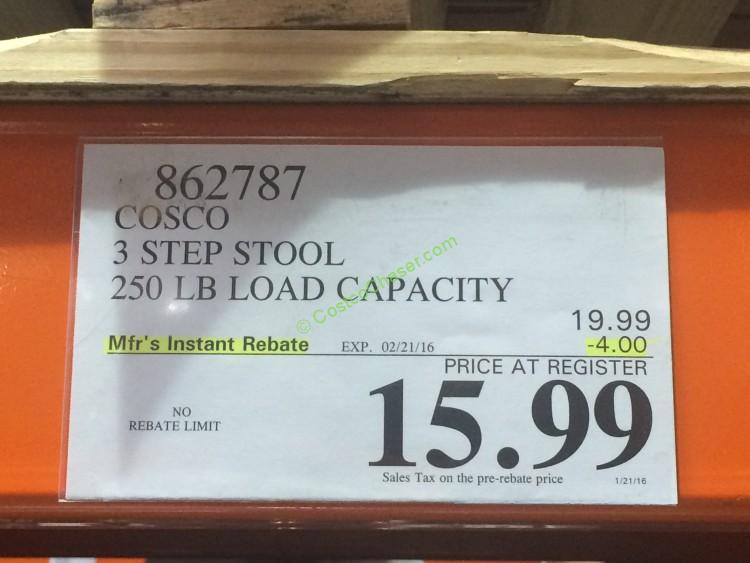 862787
COSCO
3 STEP STOOL
250 LB LOAD CAPACITY
© CostcoChaser.com
19.99
Mfr's Instant Rebate EXP. 02/21/16 -4.00
PRICE AT REGISTER
NO
REBATE LIMIT
15.99
Sales Tax on the pre-rebate price 1/21/16